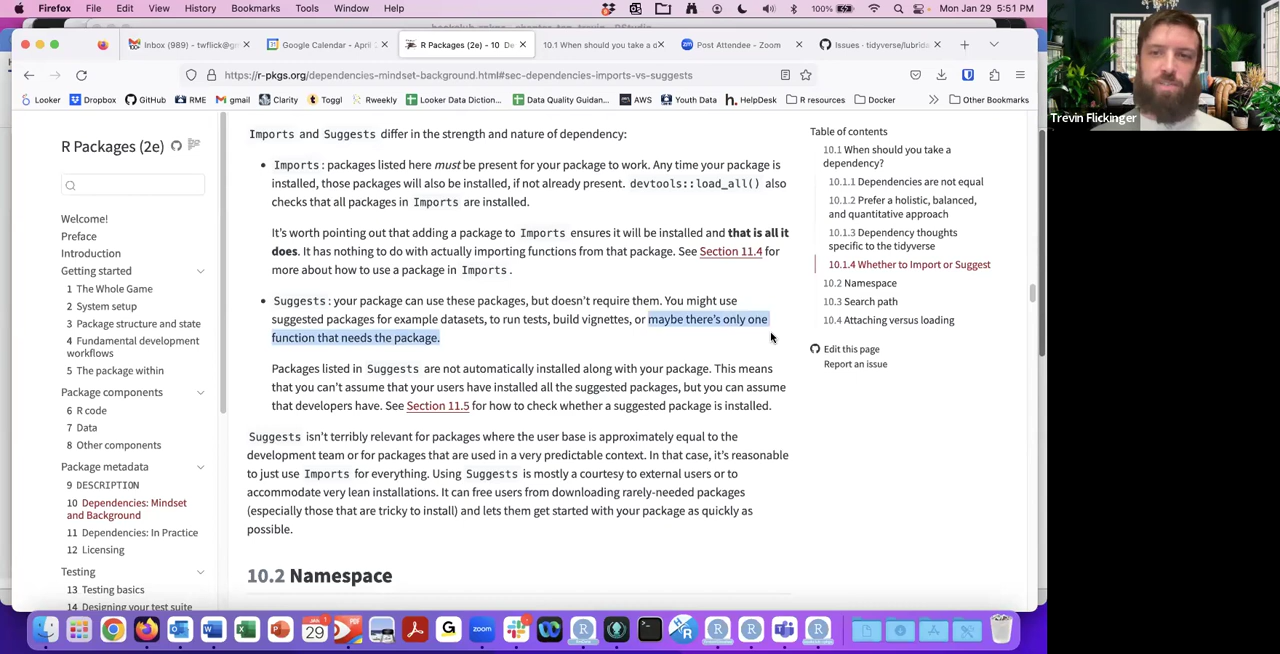 Firefox File Edit View History Bookmarks Tools Window Help 100% Mon Jan 29 5:51 PM
Inbox (989) - twflick@gr
Google Calendar - April
R Packages (2e) - 10 De
10.1 When should you take a d
Post Attendee - Zoom
Issues · tidyverse/lubrid
https://r-pkgs.org/dependencies-mindset-background.html#sec-dependencies-imports-vs-suggests
Looker Dropbox GitHub RME gmail Clarity Toggl Rweekly Looker Data Diction... Data Quality Guidan... AWS Youth Data HelpDesk R resources Docker Other Bookmarks
Trevin Flickinger
R Packages (2e)
Welcome!
Preface
Introduction
Getting started
1 The Whole Game
2 System setup
3 Package structure and state
4 Fundamental development
workflows
5 The package within
Package components
6 R code
7 Data
8 Other components
Package metadata
9 DESCRIPTION
10 Dependencies: Mindset
and Background
11 Dependencies: In Practice
12 Licensing
Testing
13 Testing basics
14 Designing your test suite
Imports and Suggests differ in the strength and nature of dependency:
Imports: packages listed here must be present for your package to work. Any time your package is
installed, those packages will also be installed, if not already present. devtools::load_all() also
checks that all packages in Imports are installed.
It's worth pointing out that adding a package to Imports ensures it will be installed and that is all it
does. It has nothing to do with actually importing functions from that package. See Section 11.4 for
more about how to use a package in Imports.
Suggests: your package can use these packages, but doesn't require them. You might use
suggested packages for example datasets, to run tests, build vignettes, or maybe there's only one
function that needs the package.
Packages listed in Suggests are not automatically installed along with your package. This means
that you can't assume that your users have installed all the suggested packages, but you can assume
that developers have. See Section 11.5 for how to check whether a suggested package is installed.
Suggests isn't terribly relevant for packages where the user base is approximately equal to the
development team or for packages that are used in a very predictable context. In that case, it's reasonable
to just use Imports for everything. Using Suggests is mostly a courtesy to external users or to
accommodate very lean installations. It can free users from downloading rarely-needed packages
(especially those that are tricky to install) and lets them get started with your package as quickly as
possible.
10.2 Namespace
Table of contents
10.1 When should you take a
dependency?
10.1.1 Dependencies are not equal
10.1.2 Prefer a holistic, balanced,
and quantitative approach
10.1.3 Dependency thoughts
specific to the tidyverse
10.1.4 Whether to Import or Suggest
10.2 Namespace
10.3 Search path
10.4 Attaching versus loading
Edit this page
Report an issue